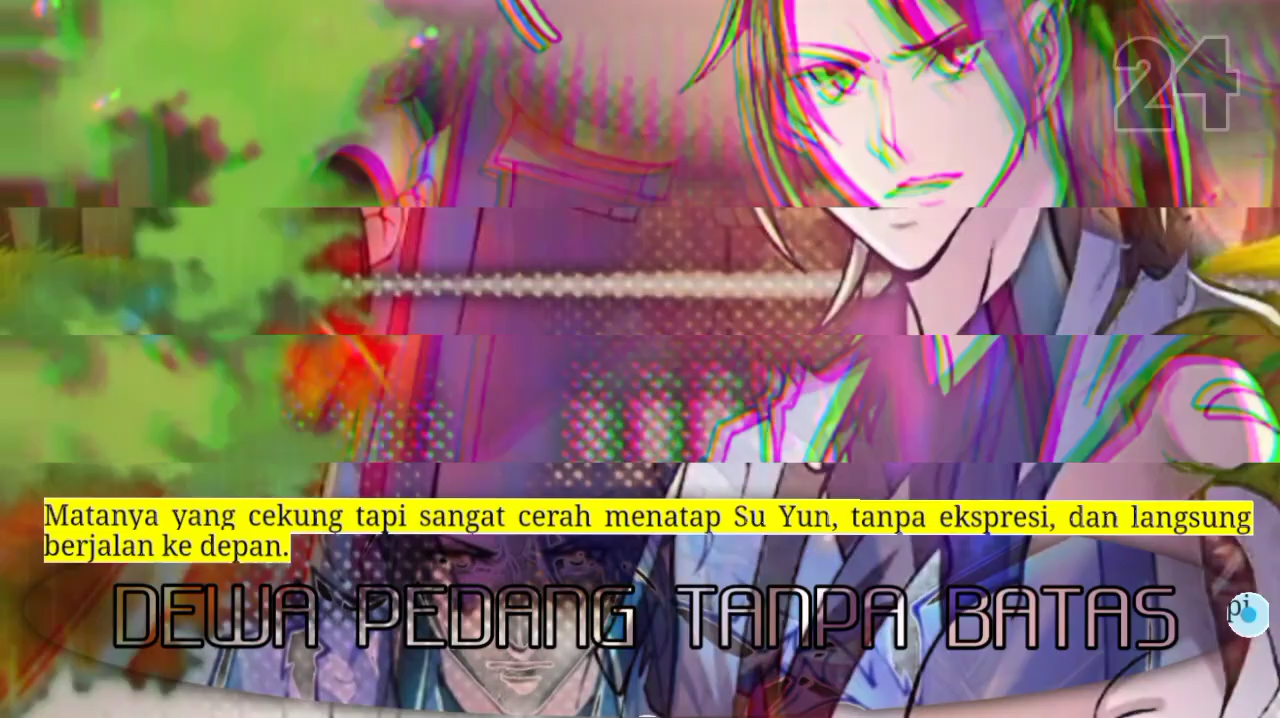 24
Matanya yang cekung tapi sangat cerah menatap Su Yun, tanpa ekspresi, dan langsung
berjalan ke depan.
DEWA PEDANG TANPA BATAS
pi